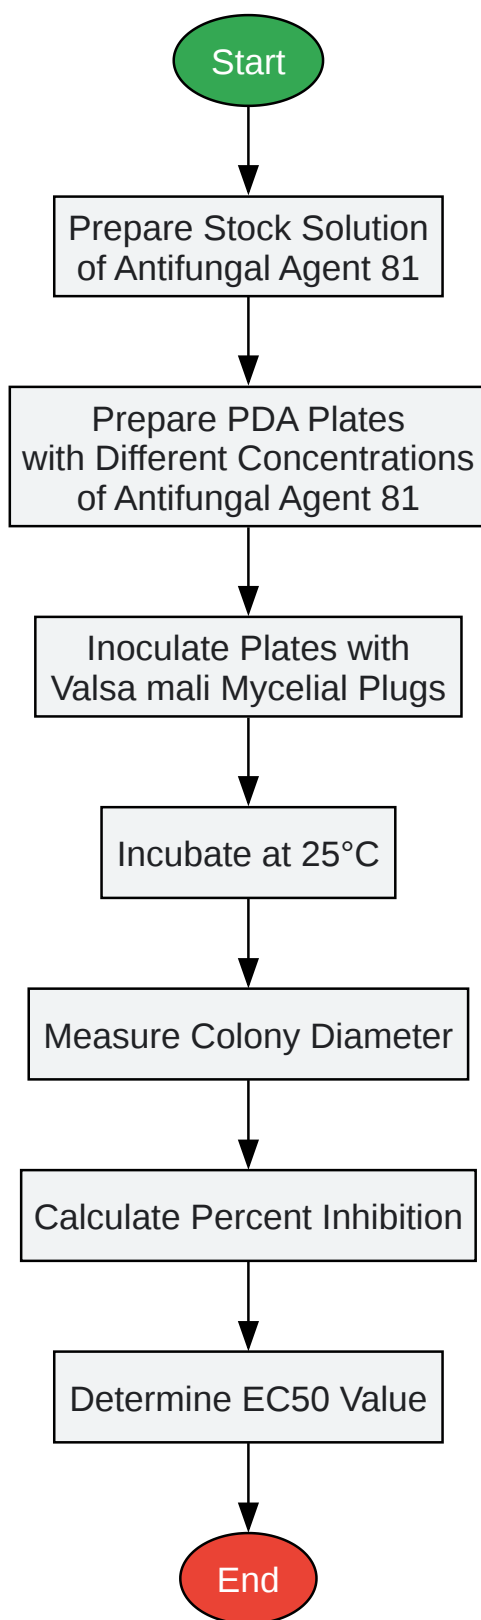 Start
Prepare Stock Solution
of Antifungal Agent 81
Prepare PDA Plates
with Different Concentrations
of Antifungal Agent 81
Inoculate Plates with
Valsa mali Mycelial Plugs
Incubate at 25°C
Measure Colony Diameter
Calculate Percent Inhibition
Determine EC50 Value
End